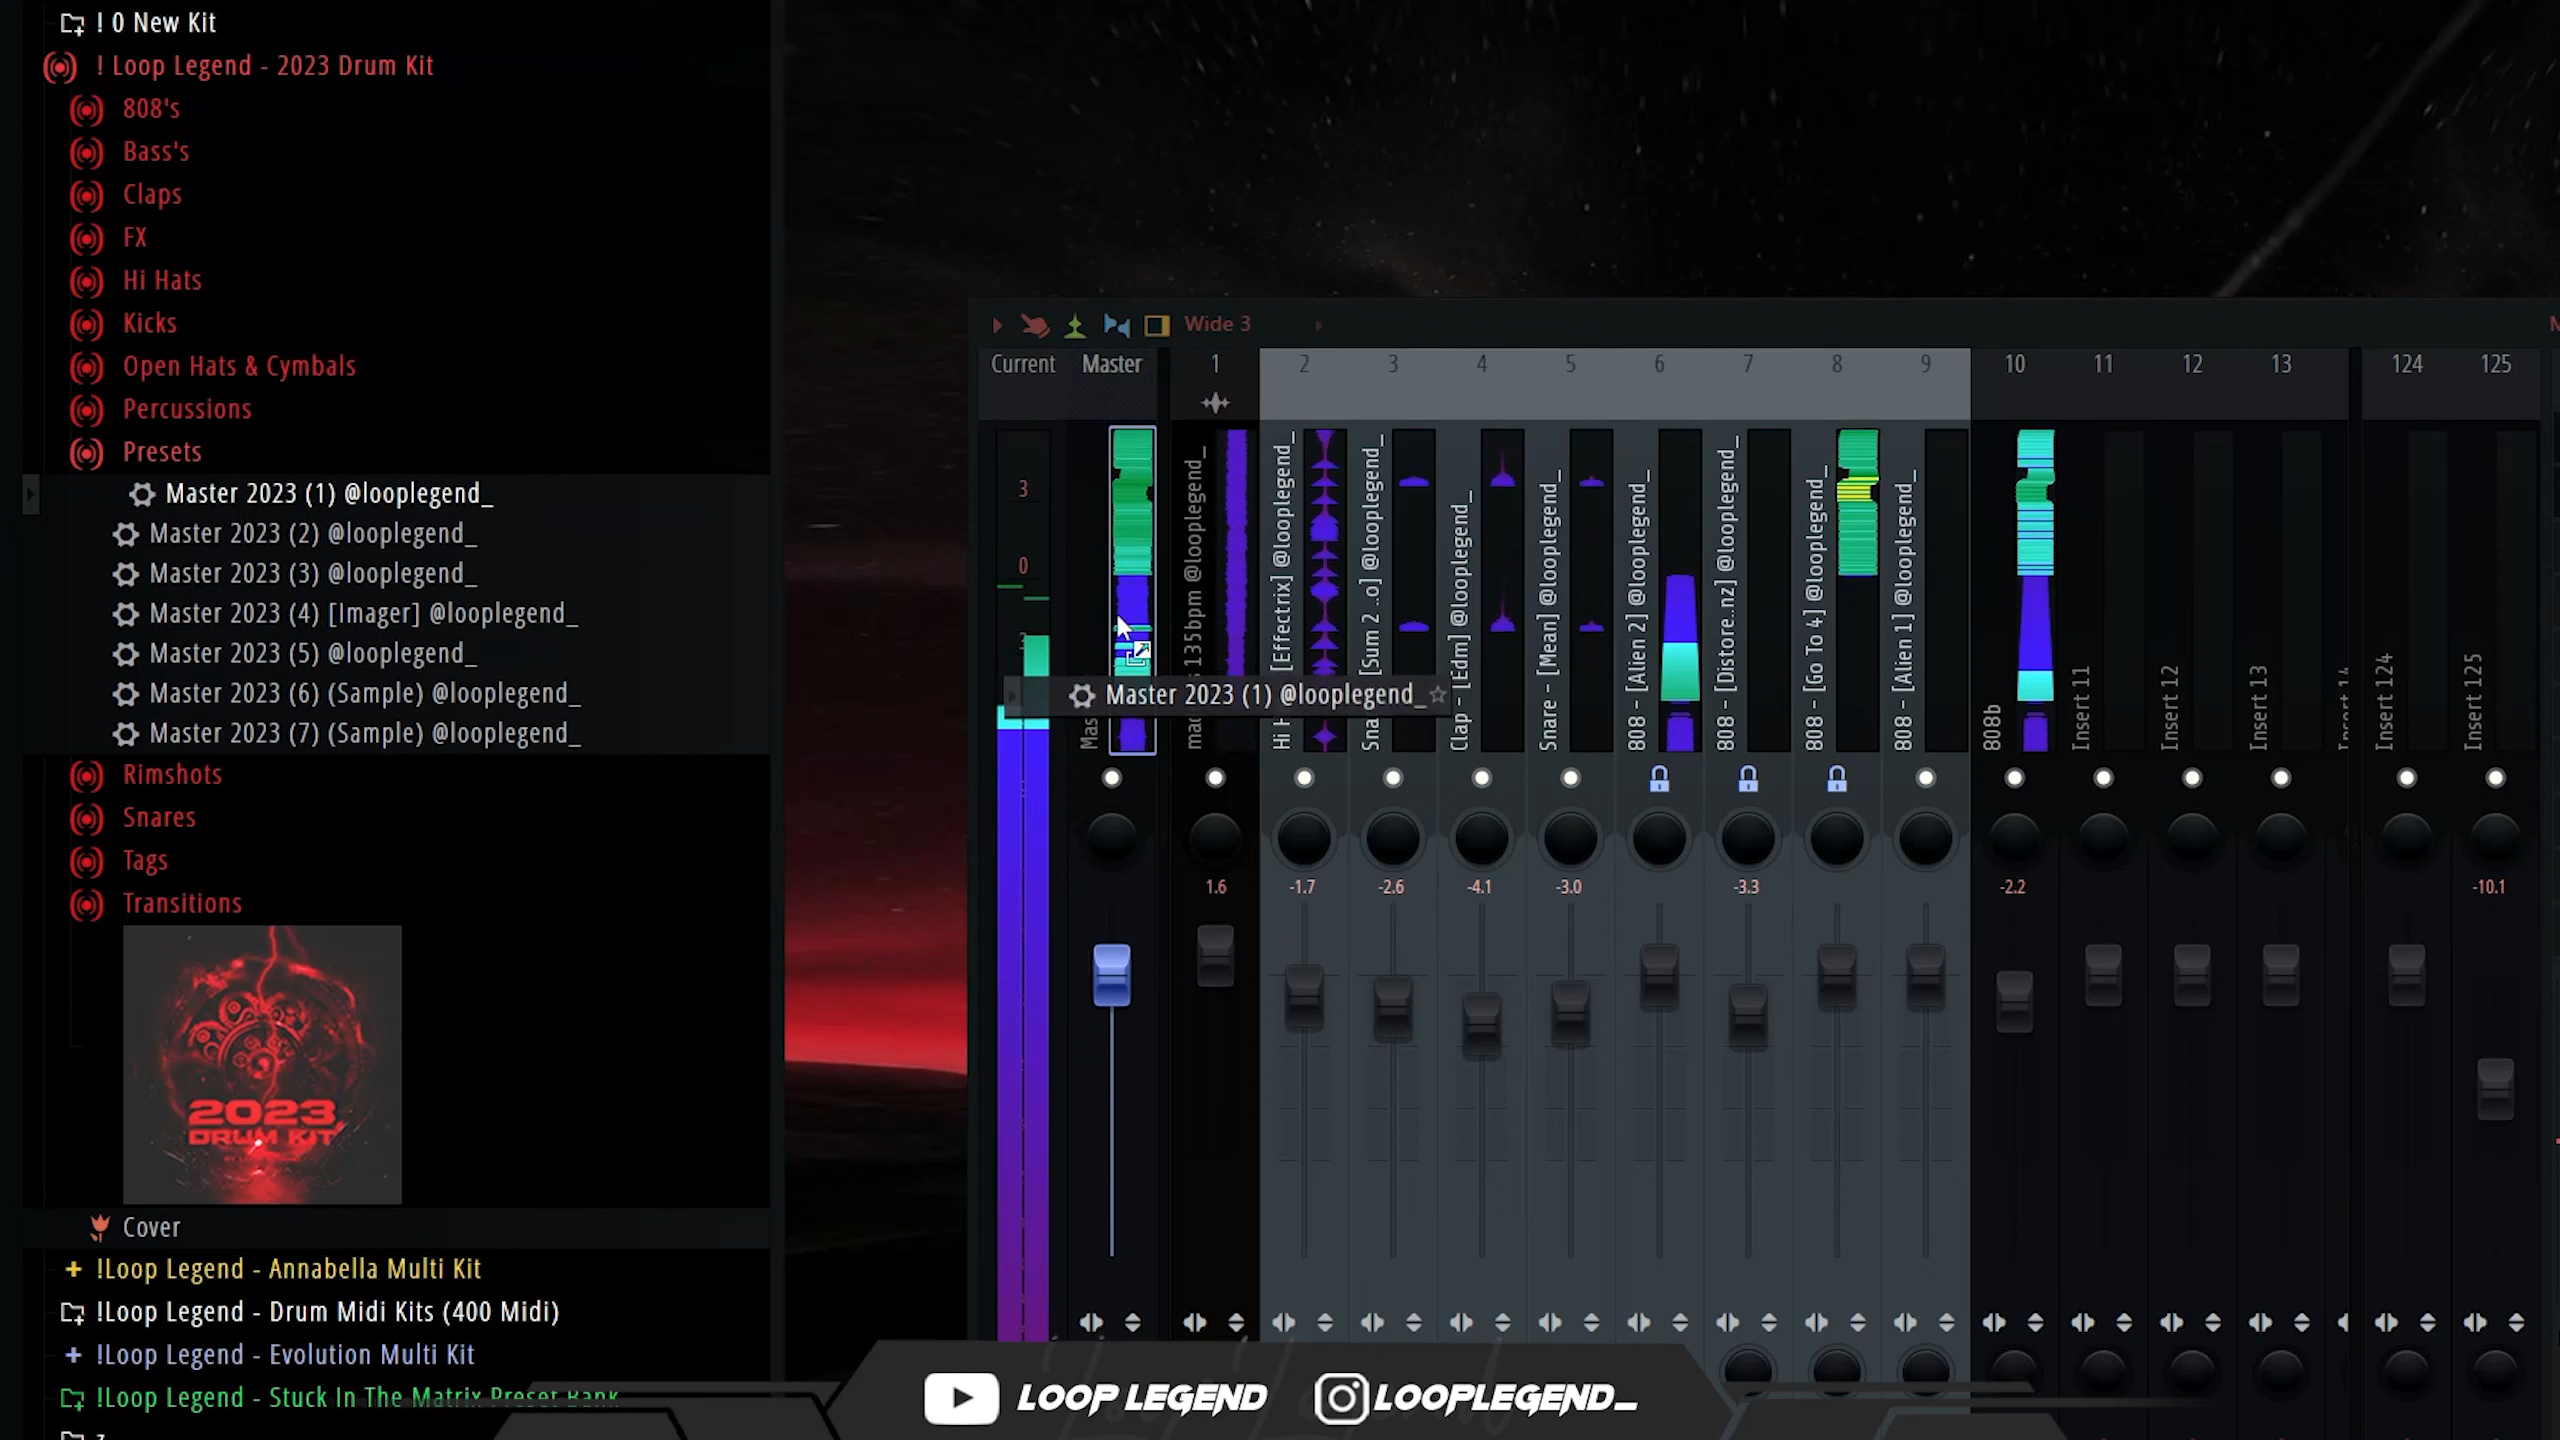 ! 0 New Kit
! Loop Legend - 2023 Drum Kit
808's
Bass's
Claps
FX
Hi Hats
Kicks
Open Hats & Cymbals
Percussions
Presets
Master 2023 (1) @looplegend_
Master 2023 (2) @looplegend_
Master 2023 (3) @looplegend_
Master 2023 (4) [Imager] @looplegend_
Master 2023 (5) @looplegend_
Master 2023 (6) (Sample) @looplegend_
Master 2023 (7) (Sample) @looplegend_
Rimshots
Snares
Tags
Transitions
2023
DRUM KIT
Cover
!Loop Legend - Annabella Multi Kit
!Loop Legend - Drum Midi Kits (400 Midi)
!Loop Legend - Evolution Multi Kit
!Loop Legend - Stuck In The Matrix Preset Bank
Wide 3
Current Master 1 2 3 4 5 6 7 8 9 10 11 12 13 124 125
3
0
3
Mas
135bpm @looplegend_
Hi H [Effectrix] @looplegend_
Sna [Sum 2 ..o] @looplegend_
Clap - [Edm] @looplegend_
Snare - [Mean] @looplegend_
808 - [Alien 2] @looplegend_
808 - [Distore..nz] @looplegend_
808 - [Go To 4] @looplegend_
808 - [Alien 1] @looplegend_
808b
Insert 11
Insert 12
Insert 13
Insert 124
Insert 125
Master 2023 (1) @looplegend_
1.6 -1.7 -2.6 -4.1 -3.0 -3.3 -2.2 -10.1
LOOP LEGEND LOOPLEGEND_